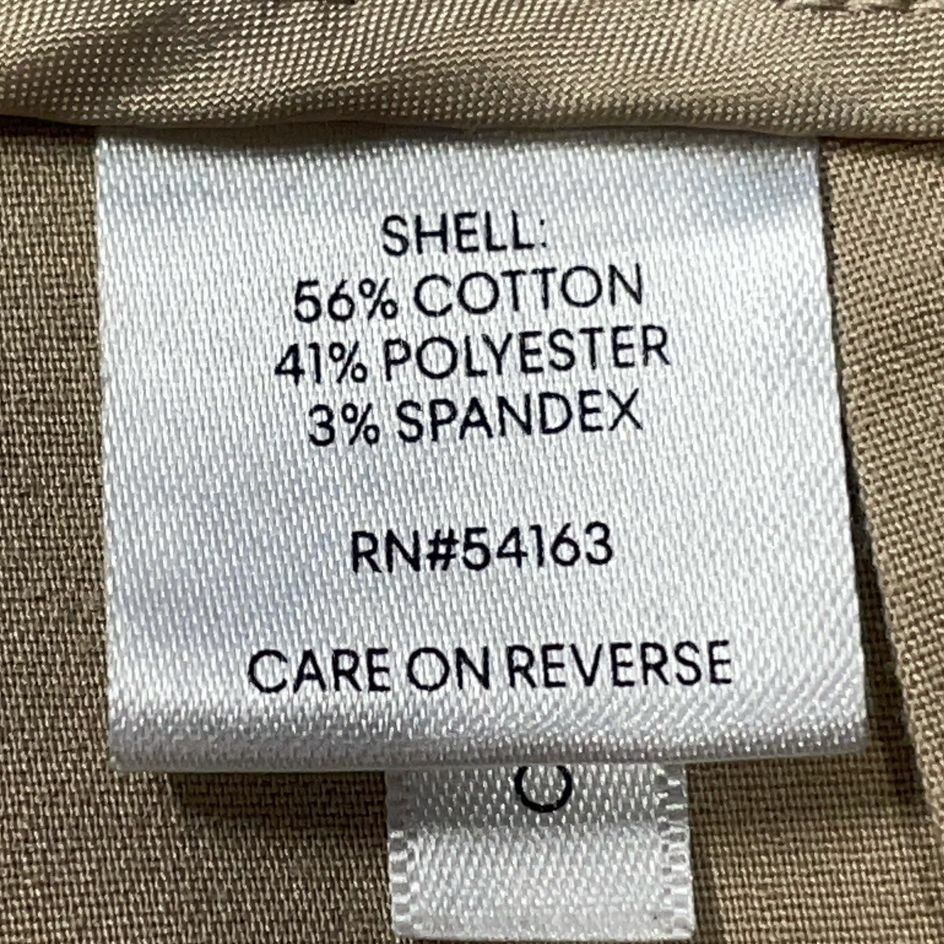 SHELL:
56% COTTON
41% POLYESTER
3% SPANDEX
RN#54163
CARE ON REVERSE